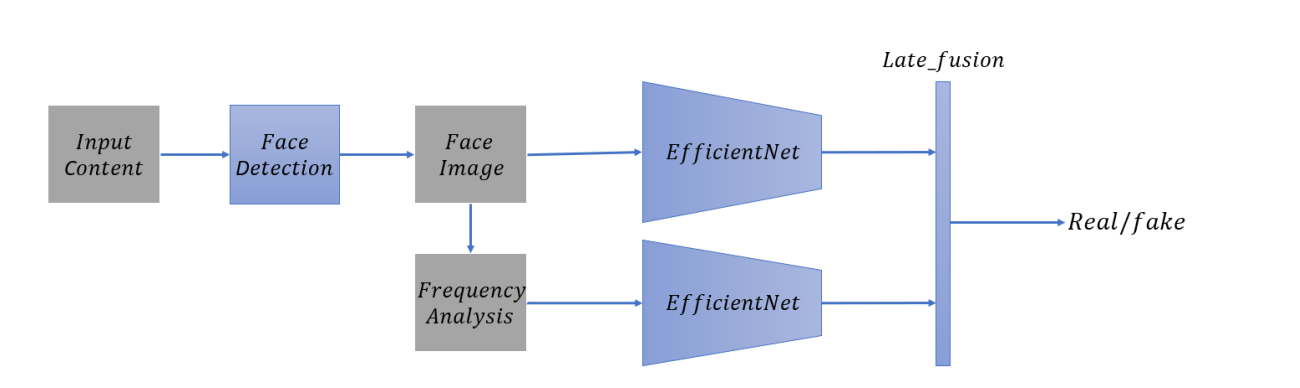 Late_fusion
Input
Content
Face
Detection
Face
Image
EfficientNet
Real/fake
Frequency
Analysis
EfficientNet